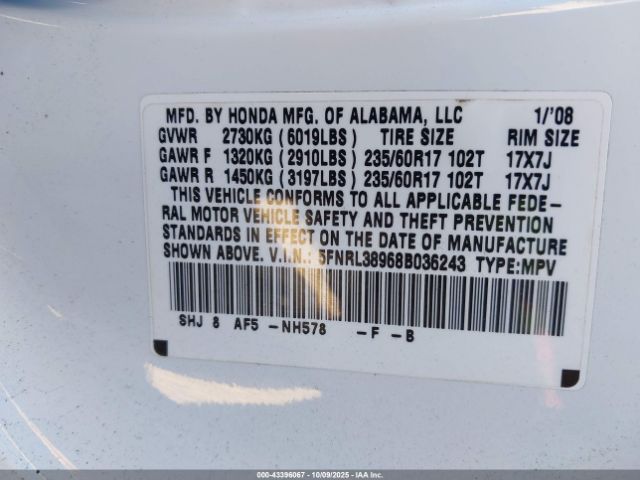 MFD. BY HONDA MFG. OF ALABAMA, LLC 1/'08
GVWR 2730KG (6019LBS) TIRE SIZE RIM SIZE
GAWR F 1320KG (2910LBS) 235/60R17 102T 17X7J
GAWR R 1450KG (3197LBS) 235/60R17 102T 17X7J
THIS VEHICLE CONFORMS TO ALL APPLICABLE FEDE-
RAL MOTOR VEHICLE SAFETY AND THEFT PREVENTION
STANDARDS IN EFFECT ON THE DATE OF MANUFACTURE
SHOWN ABOVE. V.I.N.: 5FNRL38968B036243 TYPE:MPV
SHJ 8 AF5 -NH578 -F -B
000-43396067 | 10/09/2025 | IAAI.COM/CARFAX